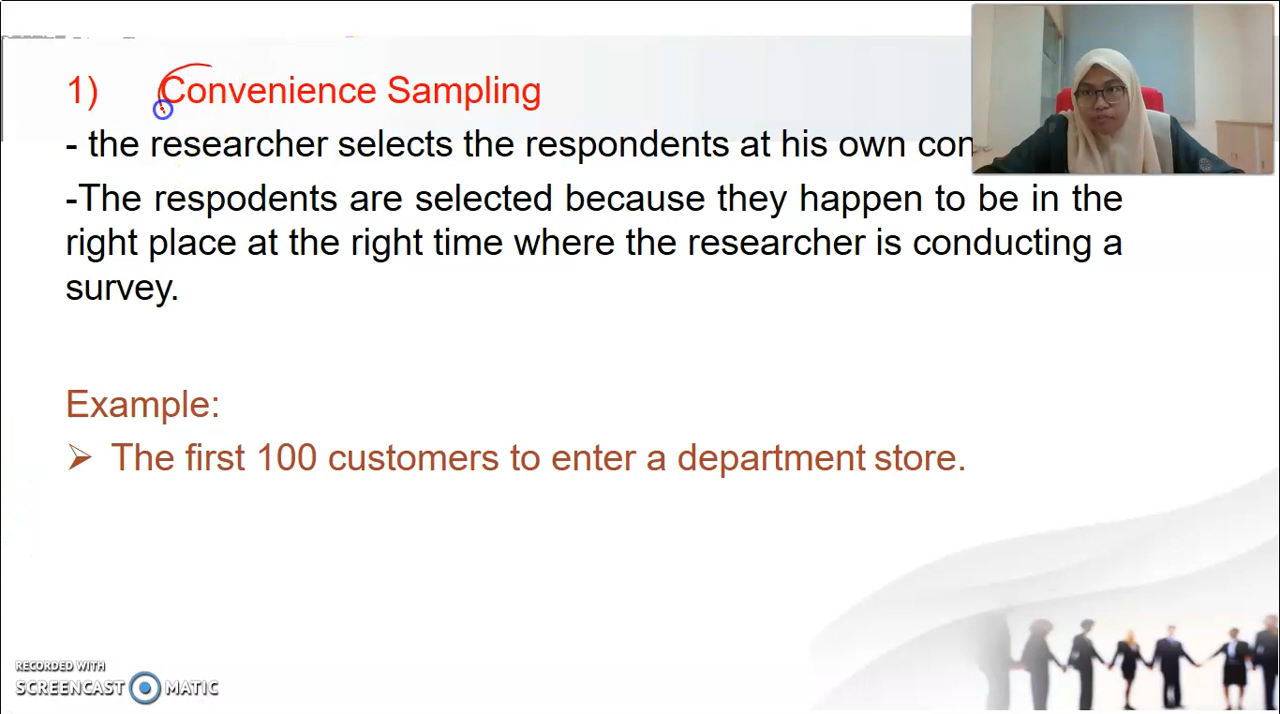 1) Convenience Sampling
- the researcher selects the respondents at his own
-The respodents are selected because they happen to be in the
right place at the right time where the researcher is conducting a
survey.
Example:
➢ The first 100 customers to enter a department store.
RECORDED WITH
SCREENCAST MATIC